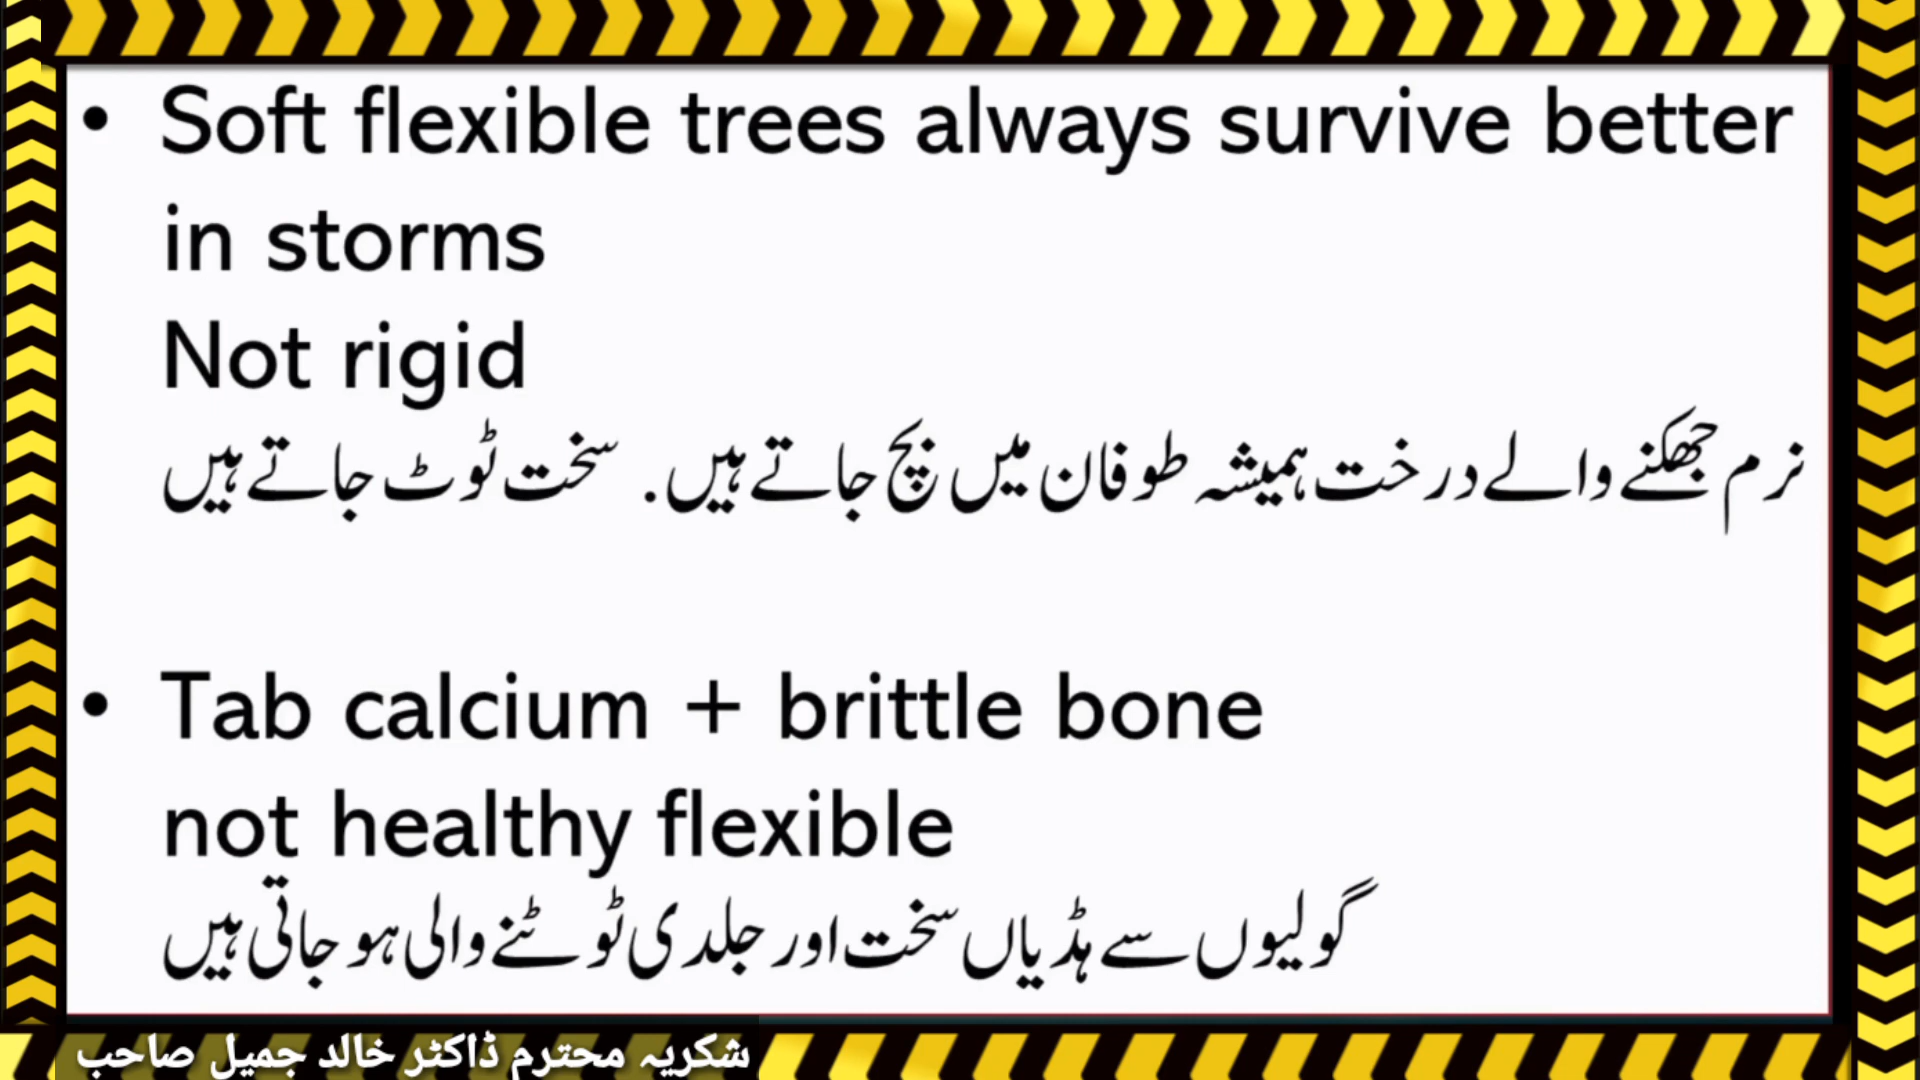 • Soft flexible trees always survive better
in storms
Not rigid
نرم جھکنے والے درخت ہمیشہ طوفان میں بچ جاتے ہیں. سخت ٹوٹ جاتے ہیں
• Tab calcium + brittle bone
not healthy flexible
گولیوں سے ہڈیاں سخت اور جلدی ٹوٹنے والی ہو جاتی ہیں
شکریہ محترم ڈاکٹر خالد جمیل صاحب